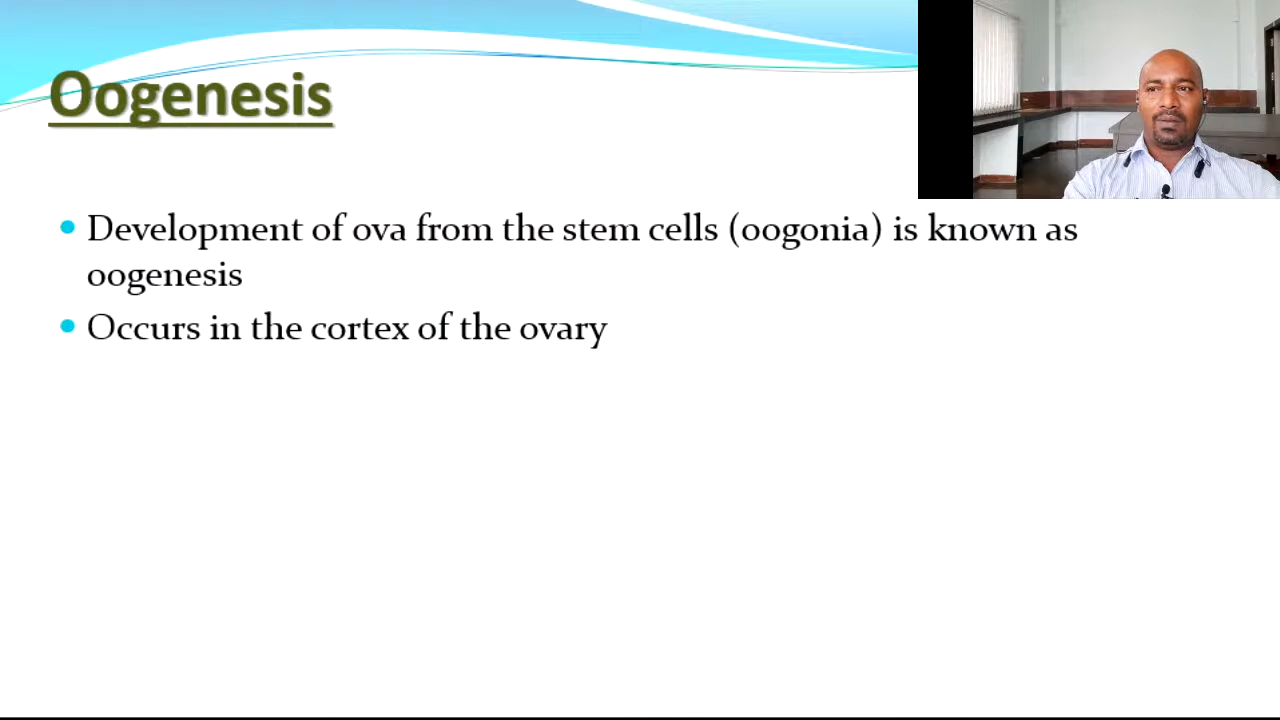 Oogenesis
Development of ova from the stem cells (oogonia) is known as
oogenesis
Occurs in the cortex of the ovary